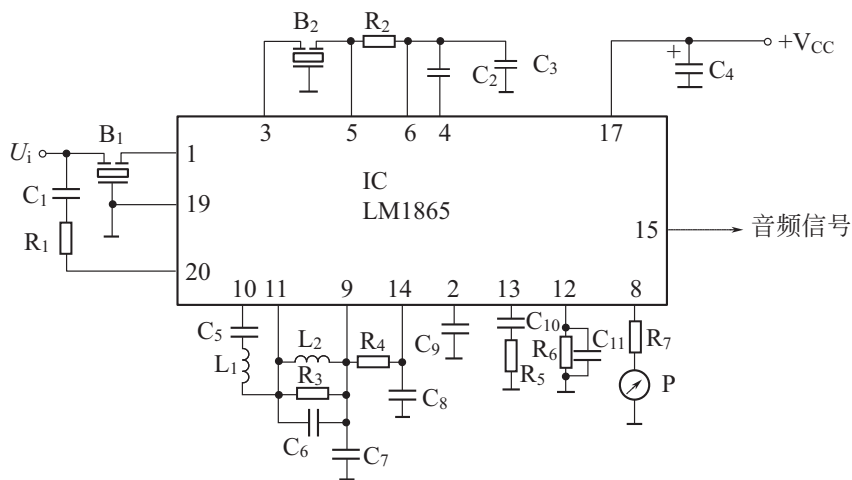 B2
R2
C2
C3
+
C4
+VCC
3
5
6
4
17
Ui
B1
C1
R1
1
19
20
IC
LM1865
15
音频信号
10
11
9
14
2
13
12
8
C5
L1
L2
R3
C6
R4
C7
C8
C9
C10
R5
R6
C11
R7
P